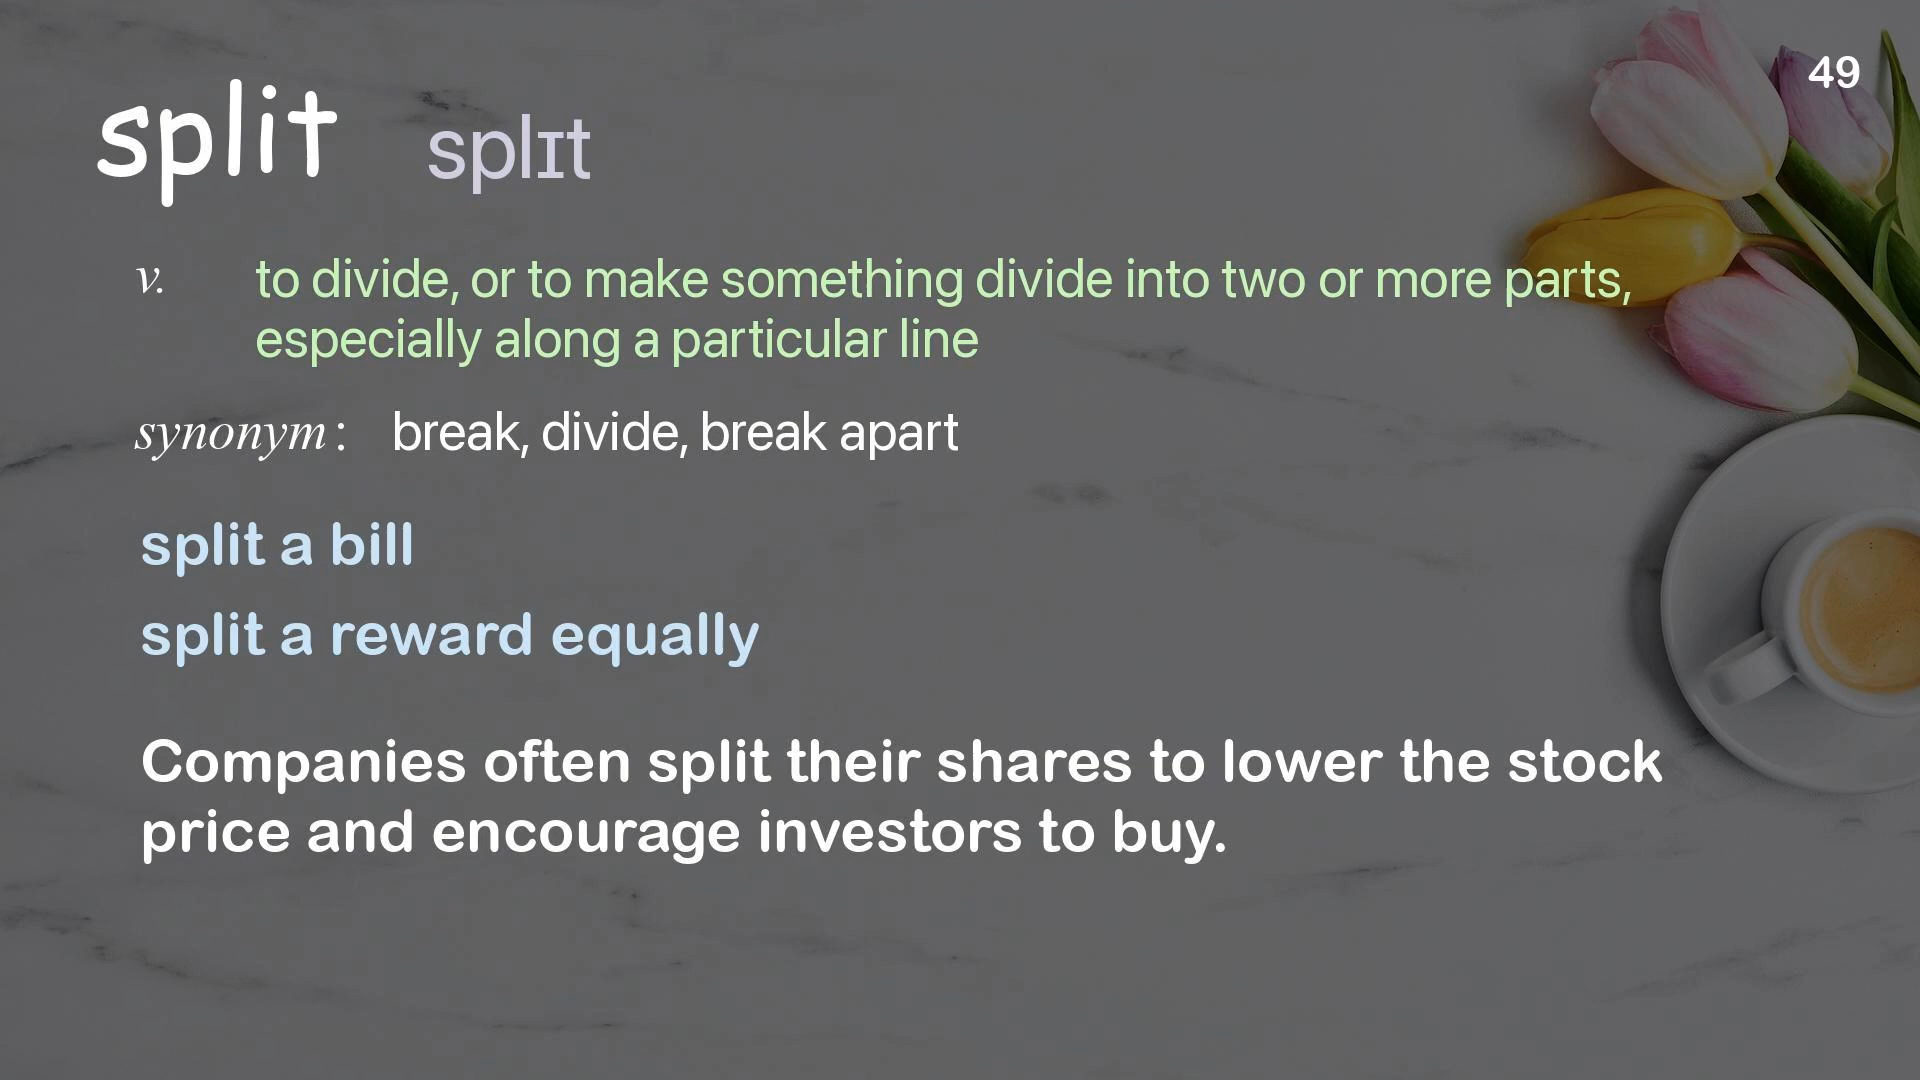 49
split splɪt
v. to divide, or to make something divide into two or more parts,
especially along a particular line
synonym: break, divide, break apart
split a bill
split a reward equally
Companies often split their shares to lower the stock
price and encourage investors to buy.